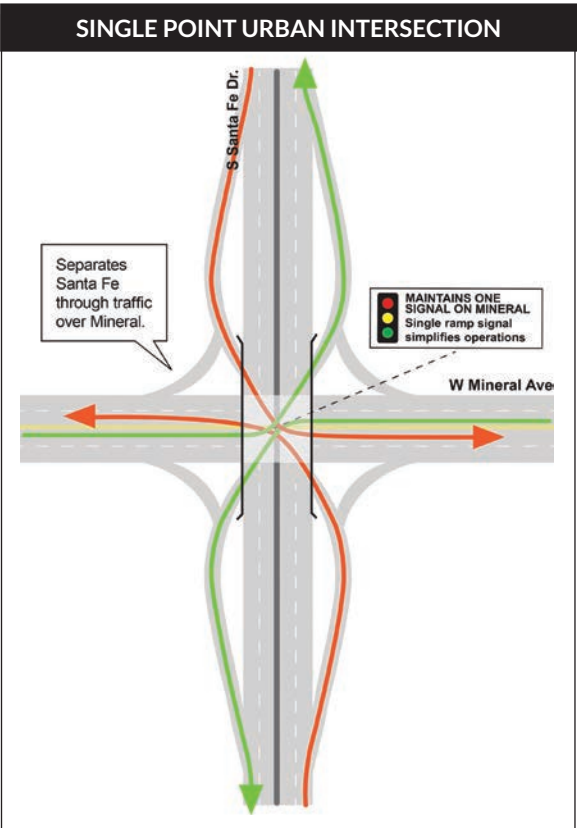 SINGLE POINT URBAN INTERSECTION
S Santa Fe Dr.
Separates
Santa Fe
through traffic
over Mineral.
MAINTAINS ONE
SIGNAL ON MINERAL
Single ramp signal
simplifies operations
W Mineral Ave